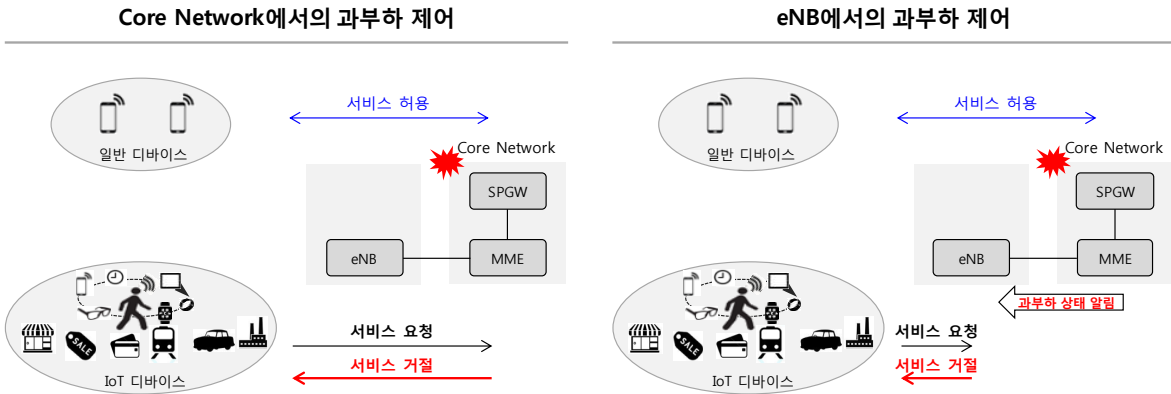 Core Network에서의 과부하 제어
서비스 허용
일반 디바이스
Core Network
SPGW
eNB
MME
SALE
서비스 요청
서비스 거절
IoT 디바이스
eNB에서의 과부하 제어
서비스 허용
일반 디바이스
Core Network
SPGW
eNB
MME
과부하 상태 알림
SALE
서비스 요청
서비스 거절
IoT 디바이스